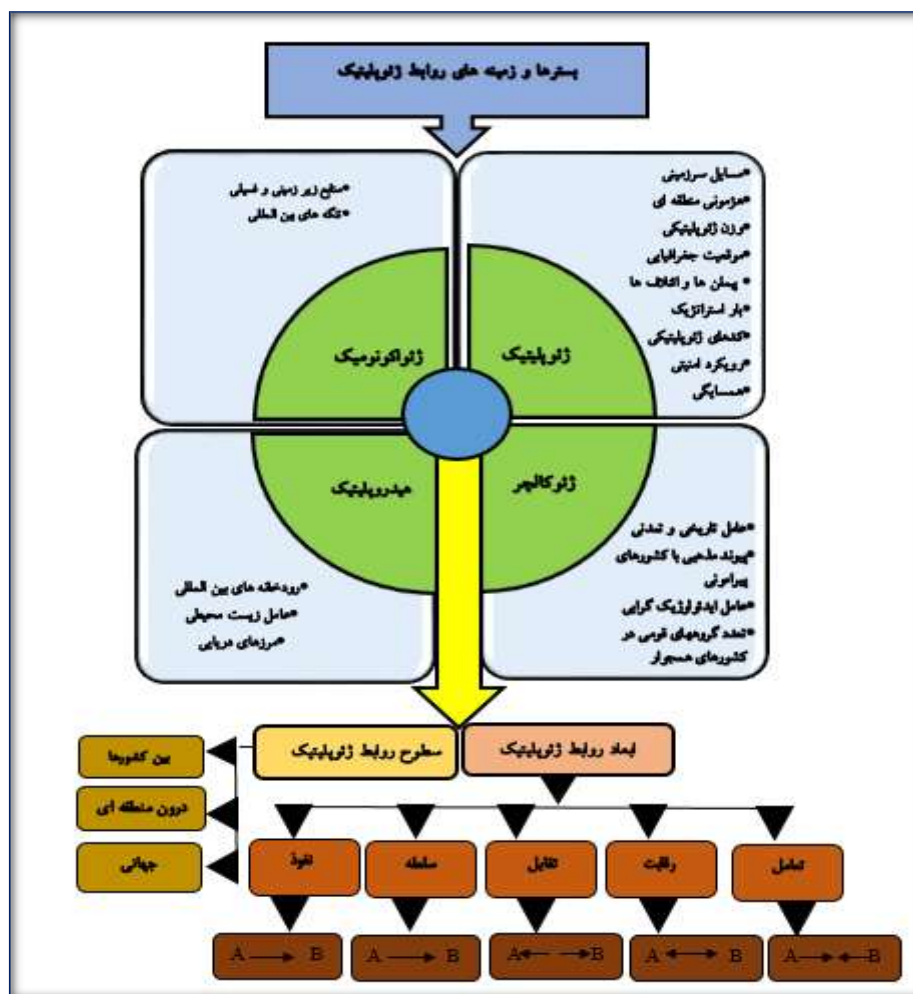 بسترها و زمینه های روابط ژئوپلیتیک
•مسایل سرزمینی
•هژمونی منطقه ای
•وزن ژئوپلیتیکی
•موقعیت جغرافیایی
• پیمان ها و ائتلاف ها
•بار استراتژیک
•کدهای ژئوپلیتیکی
•رویکرد امنیتی
•همسایگی
•منابع زیر زمینی و فسیلی
•تنگه های بین المللی
ژئوپلیتیک
ژئواکونومیک
ژئوکالچر
هیدروپلیتیک
•عامل تاریخی و تمدنی
•پیوند مذهبی با کشورهای
پیرامونی
•عامل ایدئولوژیک گرایی
•تعدد گروههای قومی در
کشورهای همجوار
•رودخانه های بین المللی
•عامل زیست محیطی
•مرزهای دریایی
ابعاد روابط ژئوپلیتیک
سطوح روابط ژئوپلیتیک
بین کشورها
درون منطقه ای
جهانی
تعامل
رقابت
تقابل
سلطه
نفوذ
A B
A B
A B
A B
A B